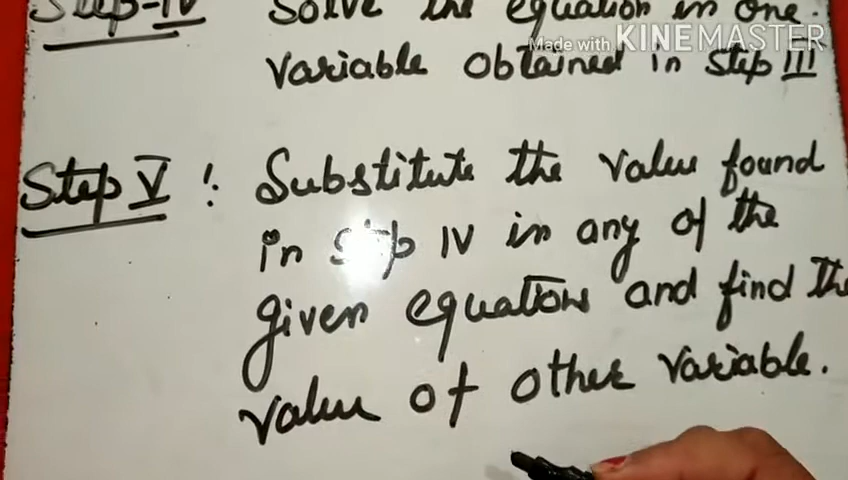 Step-IV Solve the equation in one.
Made with KINEMASTER
variable obtained in step III
Step V : Substitute the value found
in step IV in any of the
given equations and find the
value of other variable.